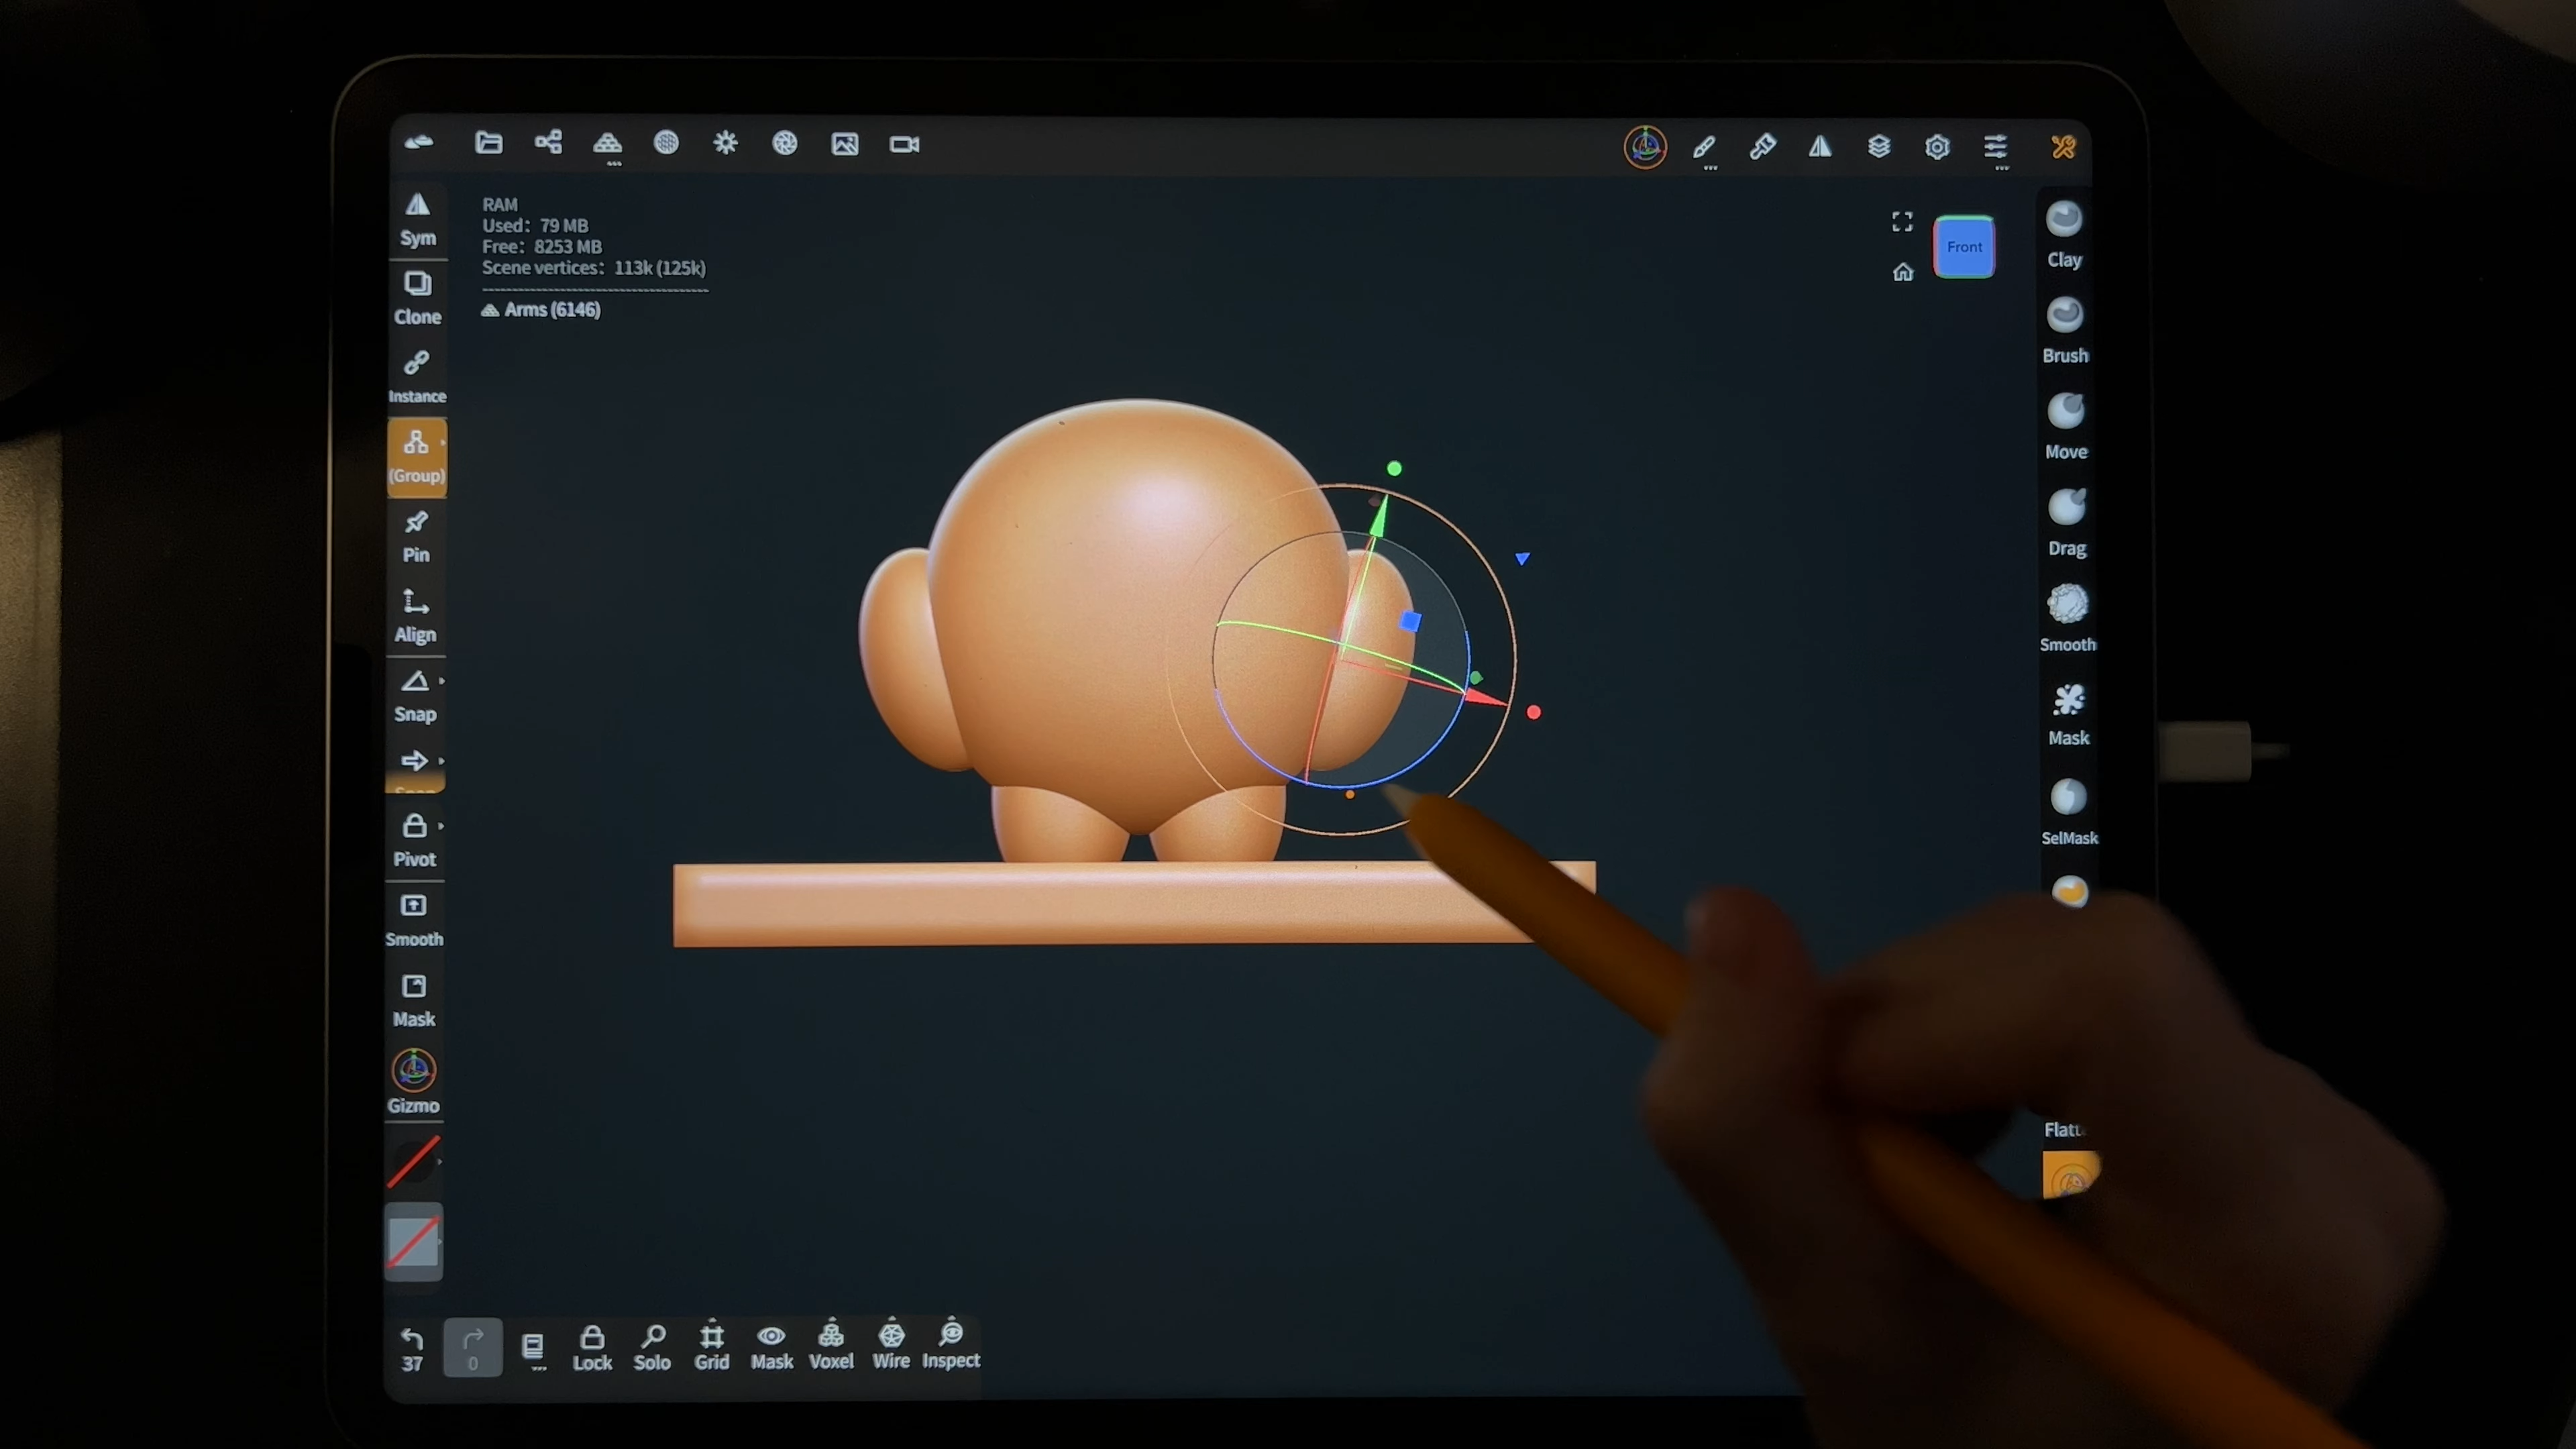 RAM
Used: 79 MB
Free: 8253 MB
Scene vertices: 113k (125k)
Arms (6146)
Front
Sym
Clone
Instance
(Group)
Pin
Align
Snap
Pivot
Smooth
Mask
Gizmo
Clay
Brush
Move
Drag
Smooth
Mask
SelMask
37
0
Lock
Solo
Grid
Mask
Voxel
Wire
Inspect